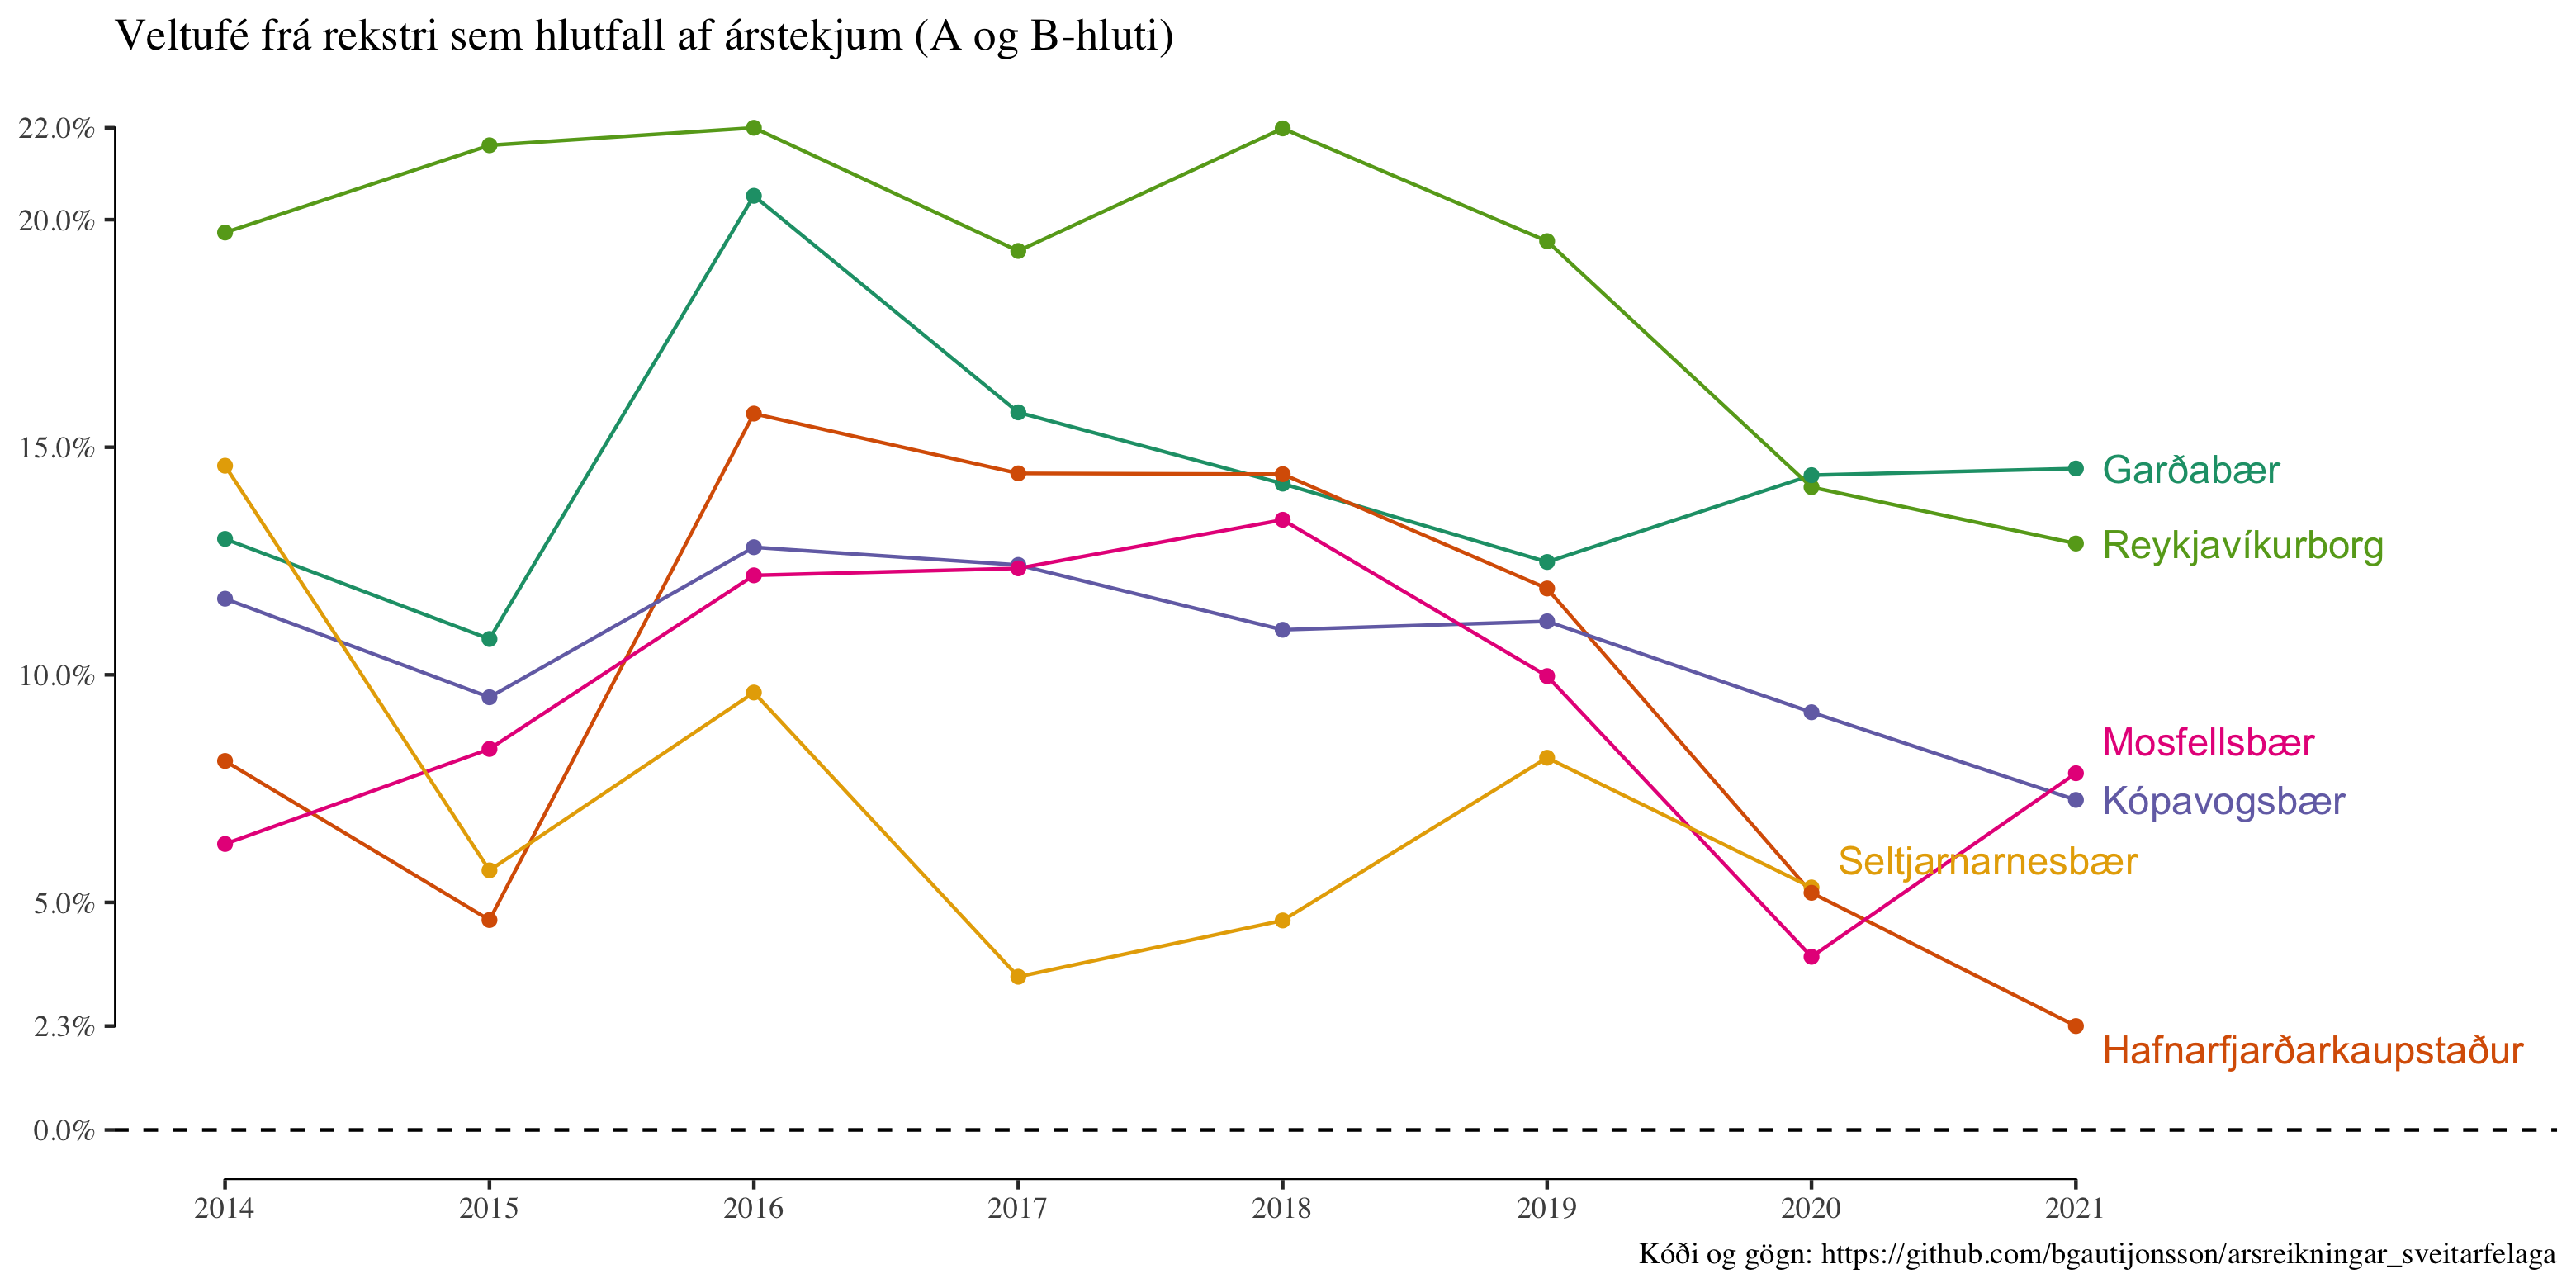 Veltufé frá rekstri sem hlutfall af árstekjum (A og B-hluti)
22.0%
20.0%
15.0%
10.0%
5.0%
2.3%
0.0%
Garðabær
Reykjavíkurborg
Mosfellsbær
Kópavogsbær
Seltjarnarnesbær
Hafnarfjarðarkaupstaður
2014 2015 2016 2017 2018 2019 2020 2021
Kóði og gögn: https://github.com/bgautijonsson/arsreikningar_sveitarfelaga